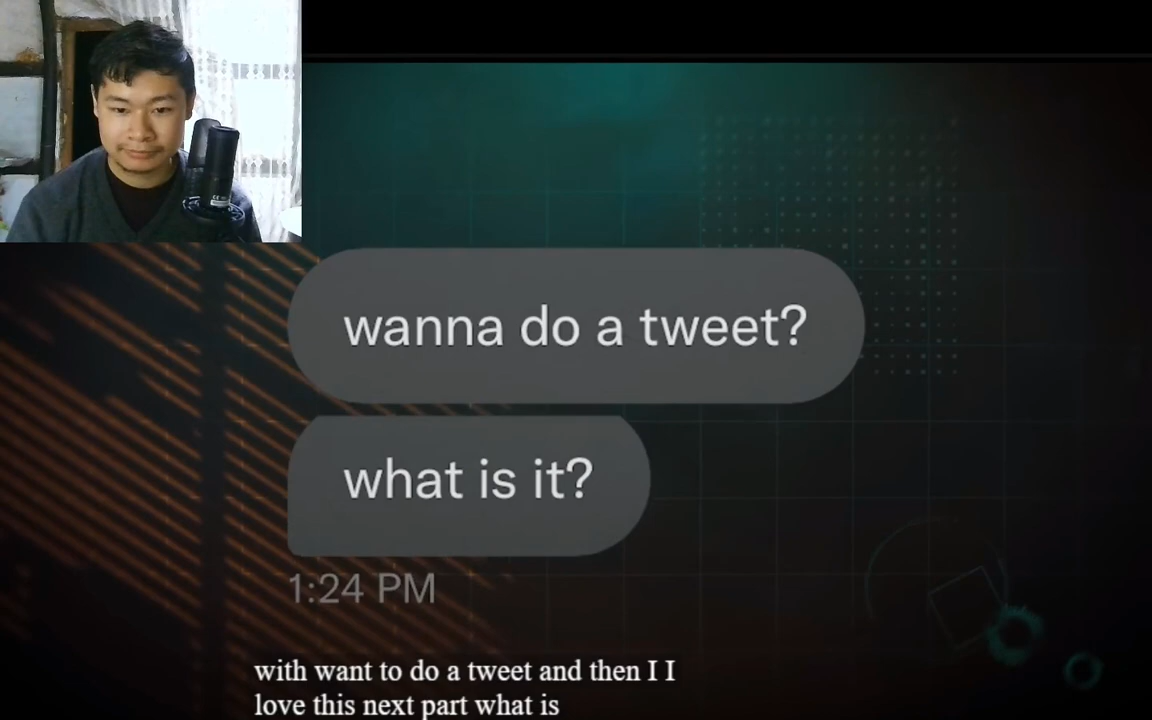 wanna do a tweet?
what is it?
1:24 PM
with want to do a tweet and then I I
love this next part what is